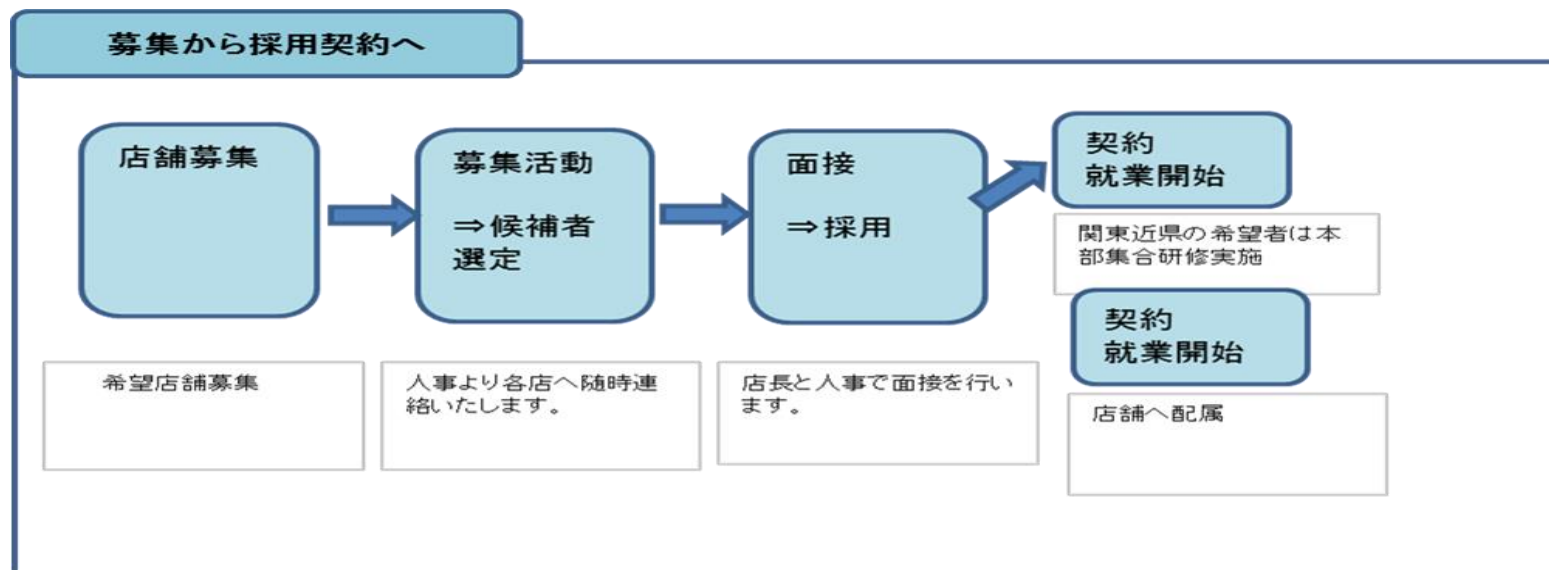 募集から採用契約へ
店舗募集
希望店舗募集
募集活動
⇒候補者
選定
人事より各店へ随時連
絡いたします。
面接
⇒採用
店長と人事で面接を行い
ます。
契約
就業開始
関東近県の希望者は本
部集合研修実施
契約
就業開始
店舗へ配属